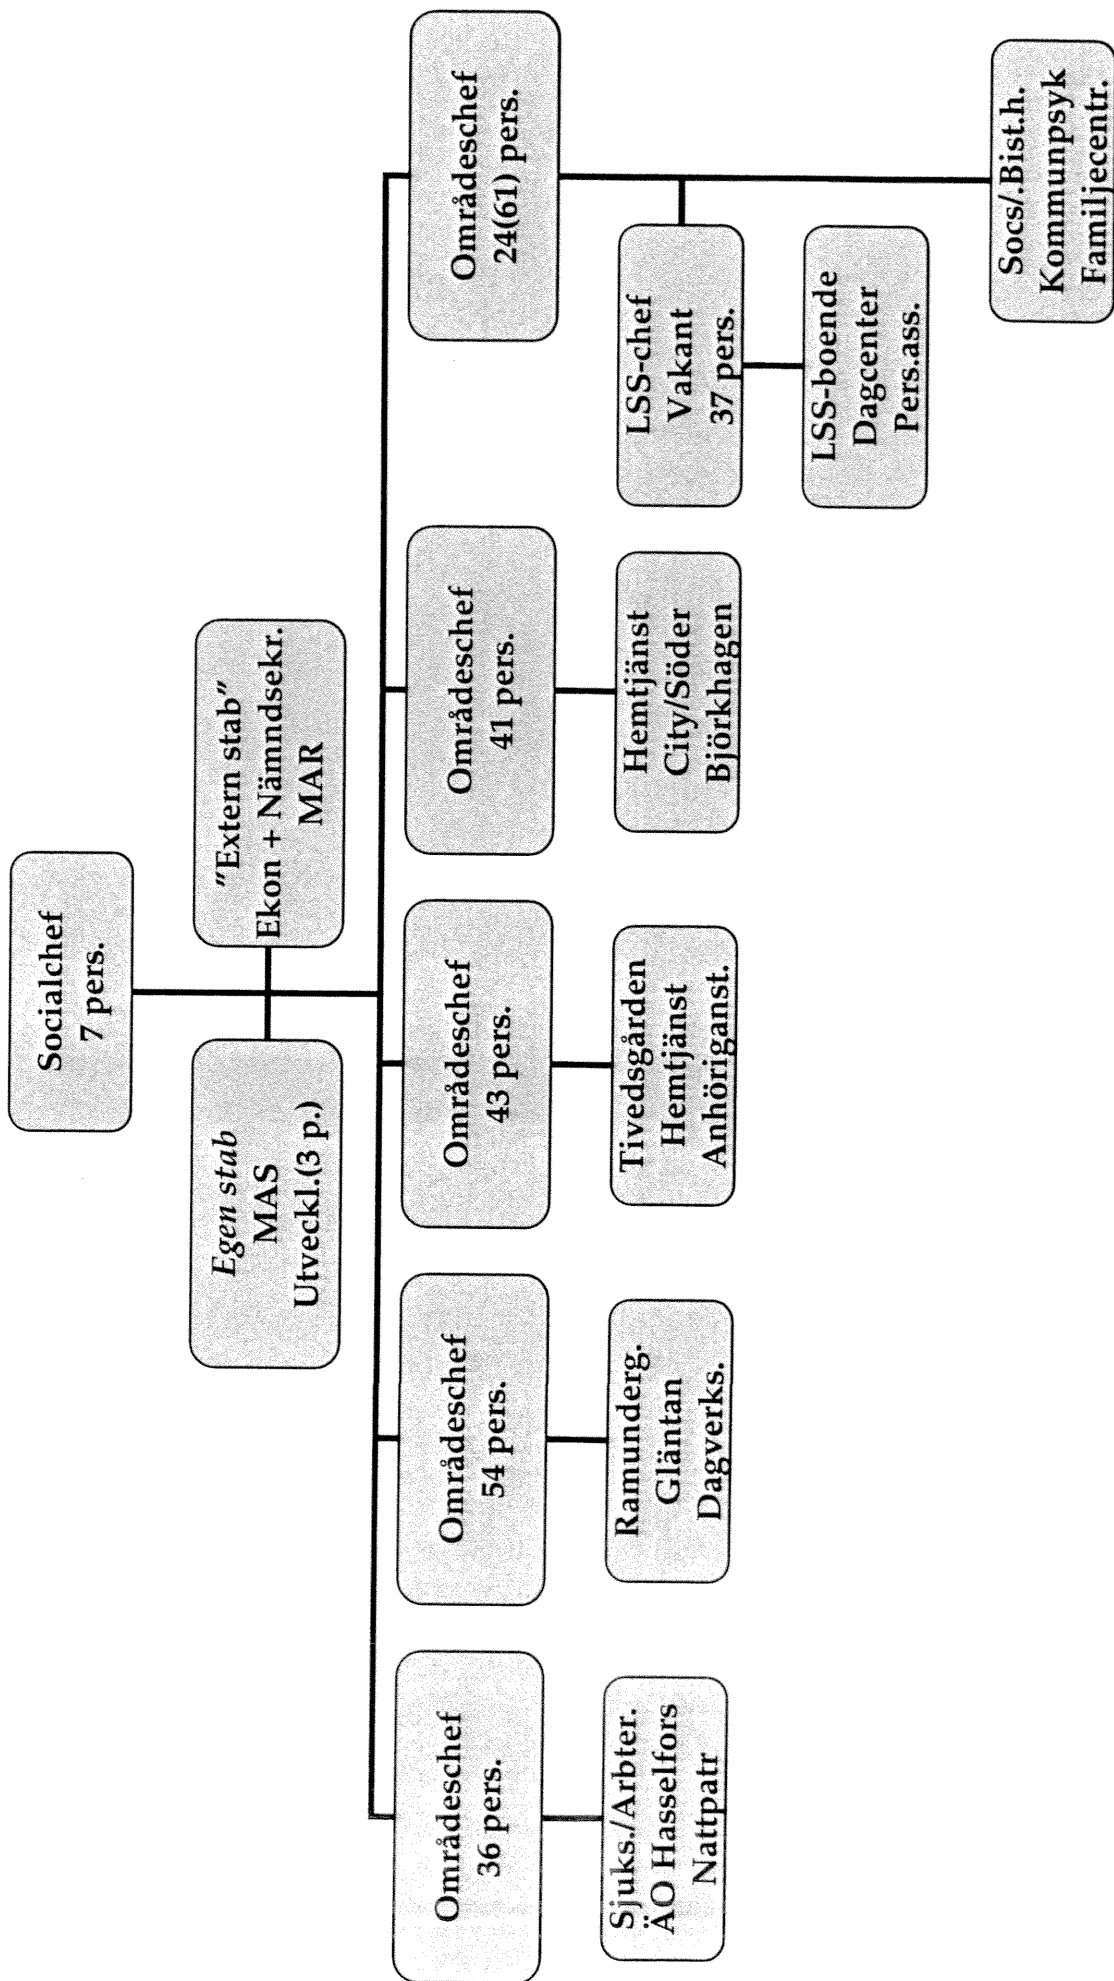 Socialchef
7 pers.
Egen stab
MAS
Utveckl.(3 p.)
"Extern stab"
Ekon + Nämndsekr.
MAR
Områdeschef
36 pers.
Områdeschef
54 pers.
Områdeschef
43 pers.
Områdeschef
41 pers.
Områdeschef
24(61) pers.
Sjuks./Arbter.
ÄO Hasselfors
Nattpatr
Ramunderg.
Gläntan
Dagverks.
Tivedsgården
Hemtjänst
Anhöriganst.
Hemtjänst
City/Söder
Björkhagen
LSS-chef
Vakant
37 pers.
LSS-boende
Dagcenter
Pers.ass.
Socs/.Bist.h.
Kommunpsyk
Familjecentr.